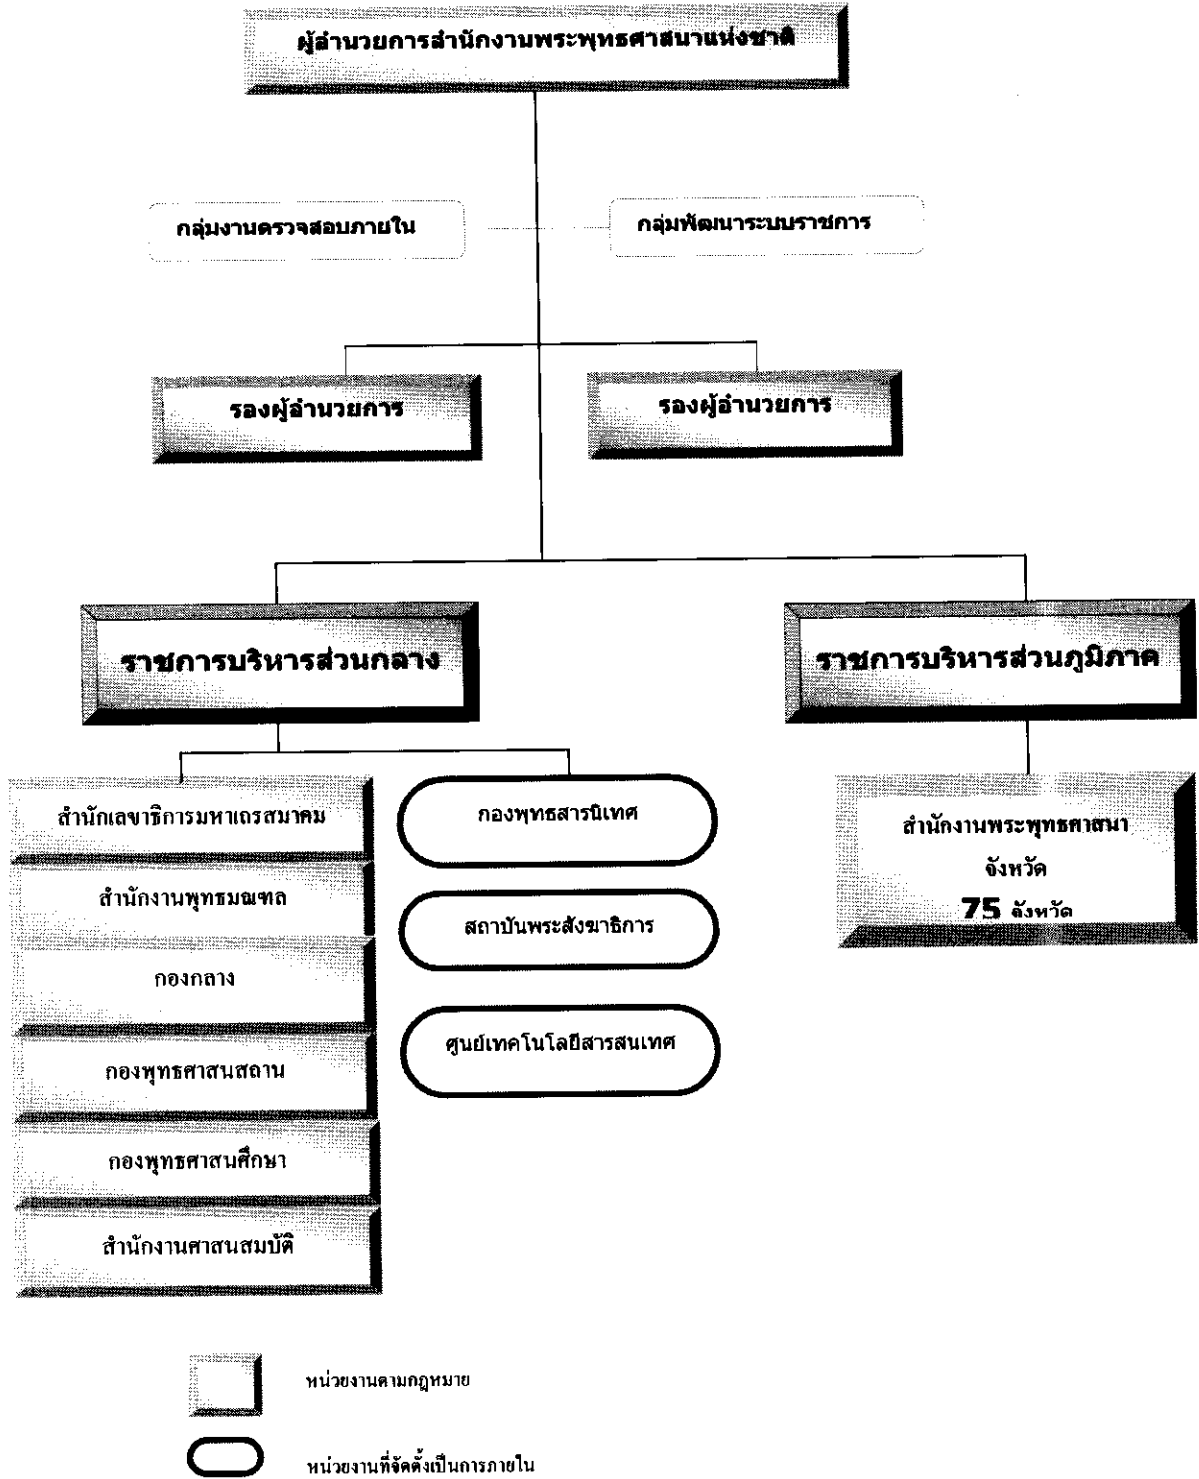 ผู้อำนวยการสำนักงานพระพุทธศาสนาแห่งชาติ
กลุ่มงานตรวจสอบภายใน
กลุ่มพัฒนาระบบราชการ
รองผู้อำนวยการ
รองผู้อำนวยการ
ราชการบริหารส่วนกลาง
ราชการบริหารส่วนภูมิภาค
สำนักเลขาธิการมหาเถรสมาคม
สำนักงานพุทธมณฑล
กองกลาง
กองพุทธศาสนสถาน
กองพุทธศาสนศึกษา
สำนักงานศาสนสมบัติ
กองพุทธสารนิเทศ
สถาบันพระสังฆาธิการ
ศูนย์เทคโนโลยีสารสนเทศ
สำนักงานพระพุทธศาสนา
จังหวัด
75 จังหวัด
หน่วยงานตามกฎหมาย
หน่วยงานที่จัดตั้งเป็นการภายใน